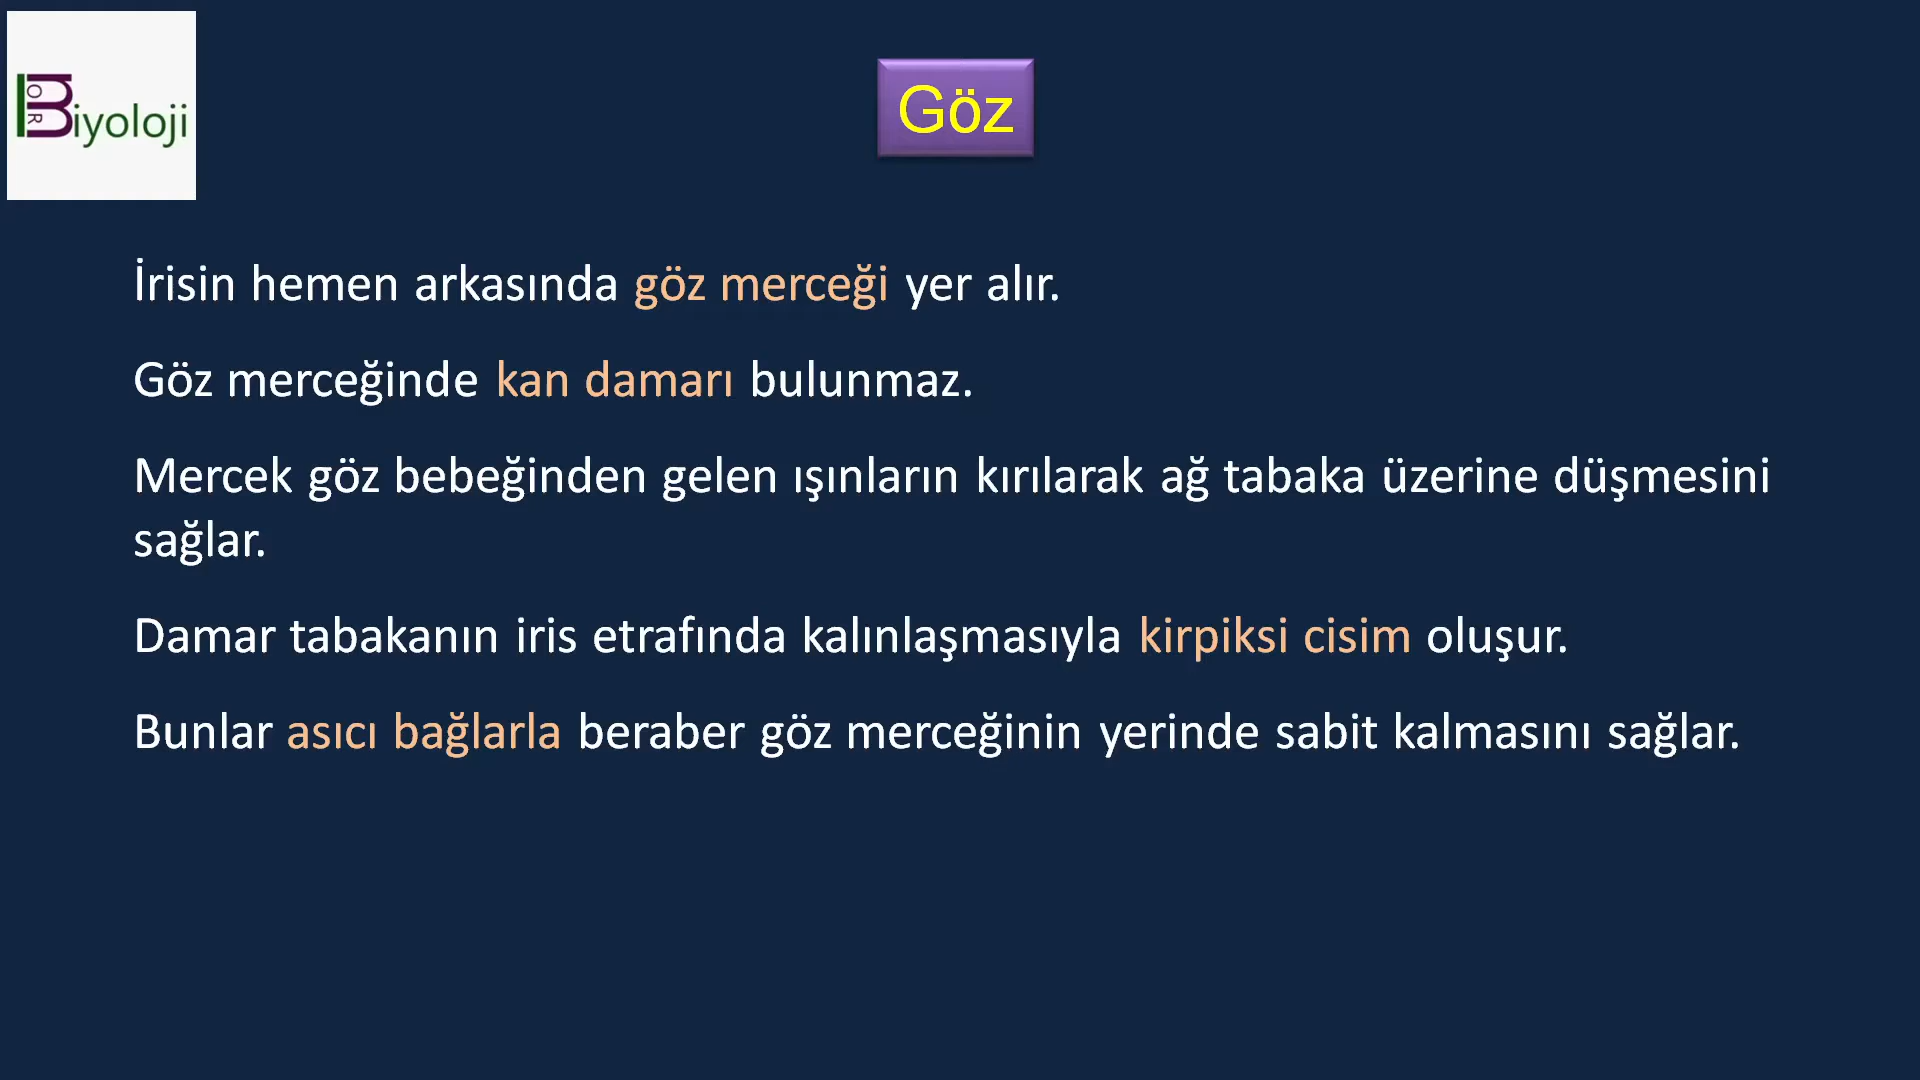 MOR
Biyoloji
Göz
İrisin hemen arkasında göz merceği yer alır.
Göz merceğinde kan damarı bulunmaz.
Mercek göz bebeğinden gelen ışınların kırılarak ağ tabaka üzerine düşmesini
sağlar.
Damar tabakanın iris etrafında kalınlaşmasıyla kirpiksi cisim oluşur.
Bunlar asıcı bağlarla beraber göz merceğinin yerinde sabit kalmasını sağlar.